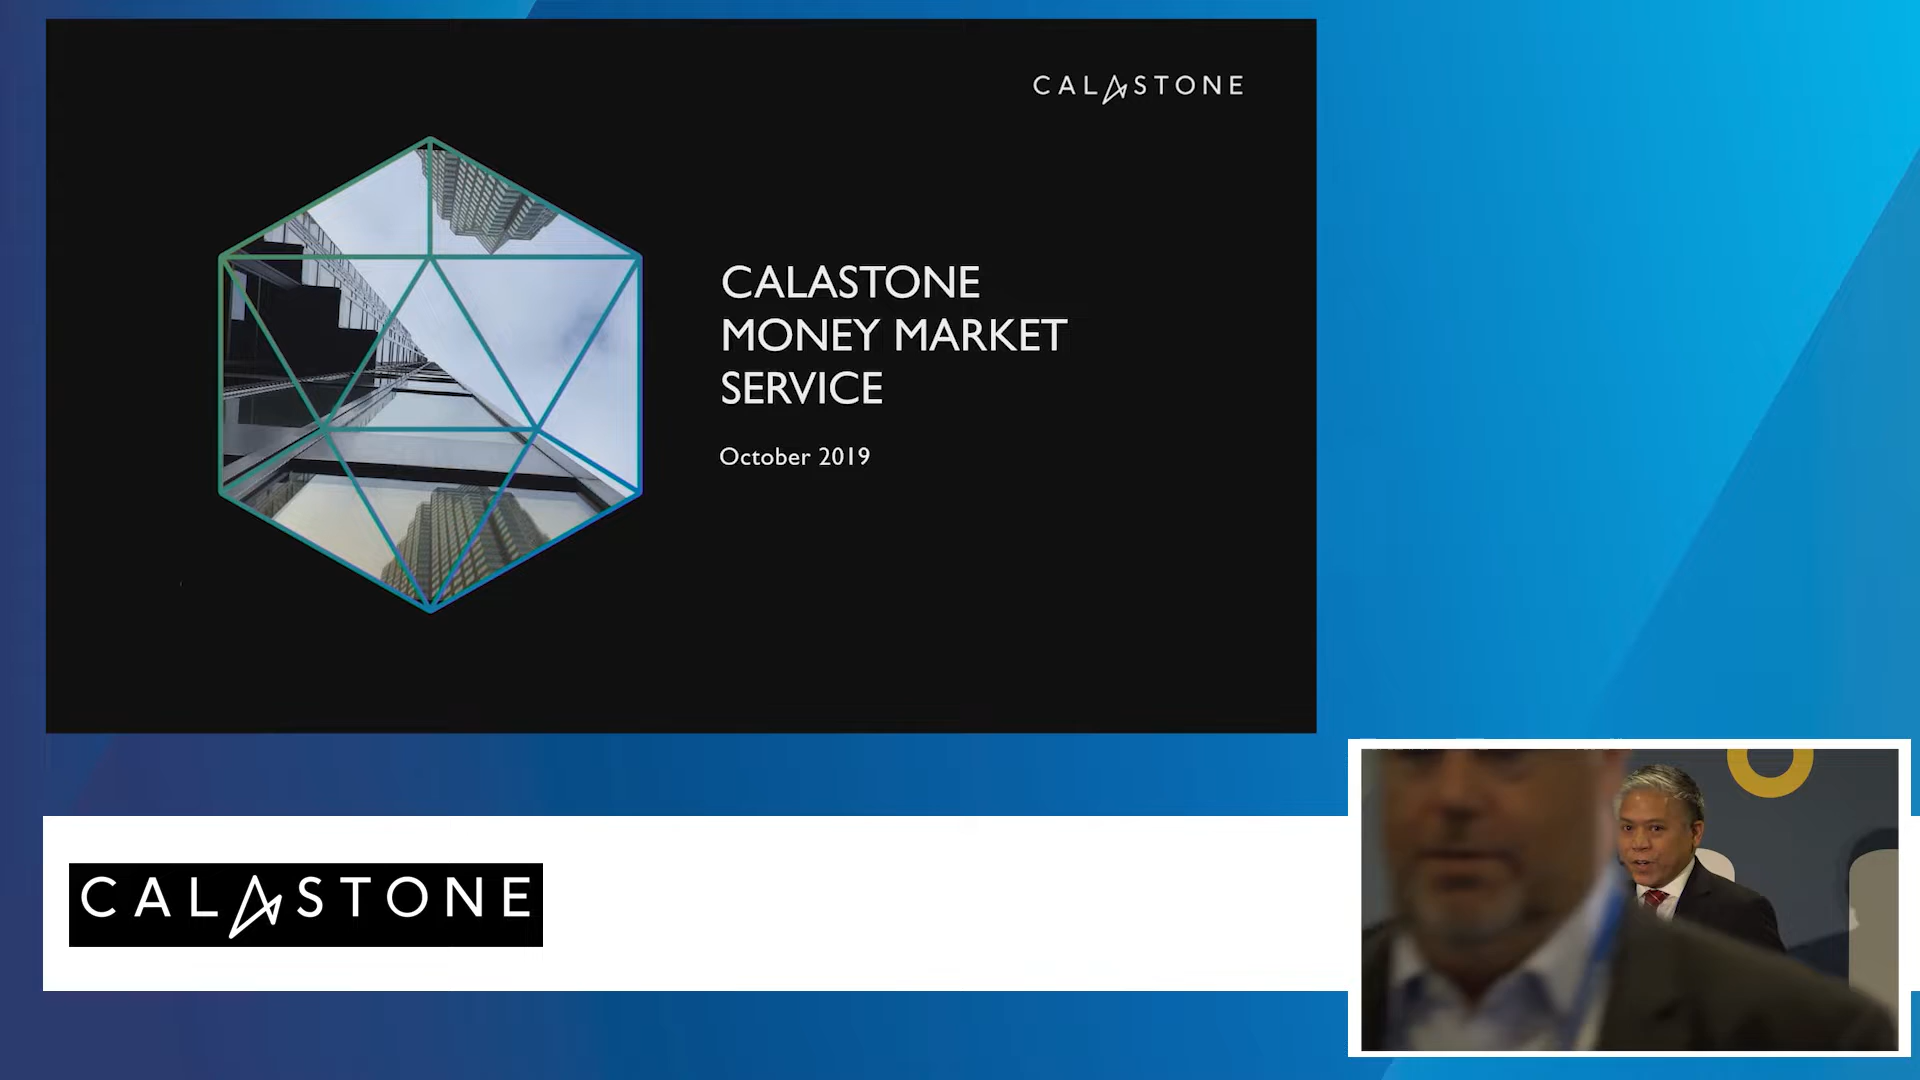 CALASTONE
CALASTONE
MONEY MARKET
SERVICE
October 2019
CALASTONE